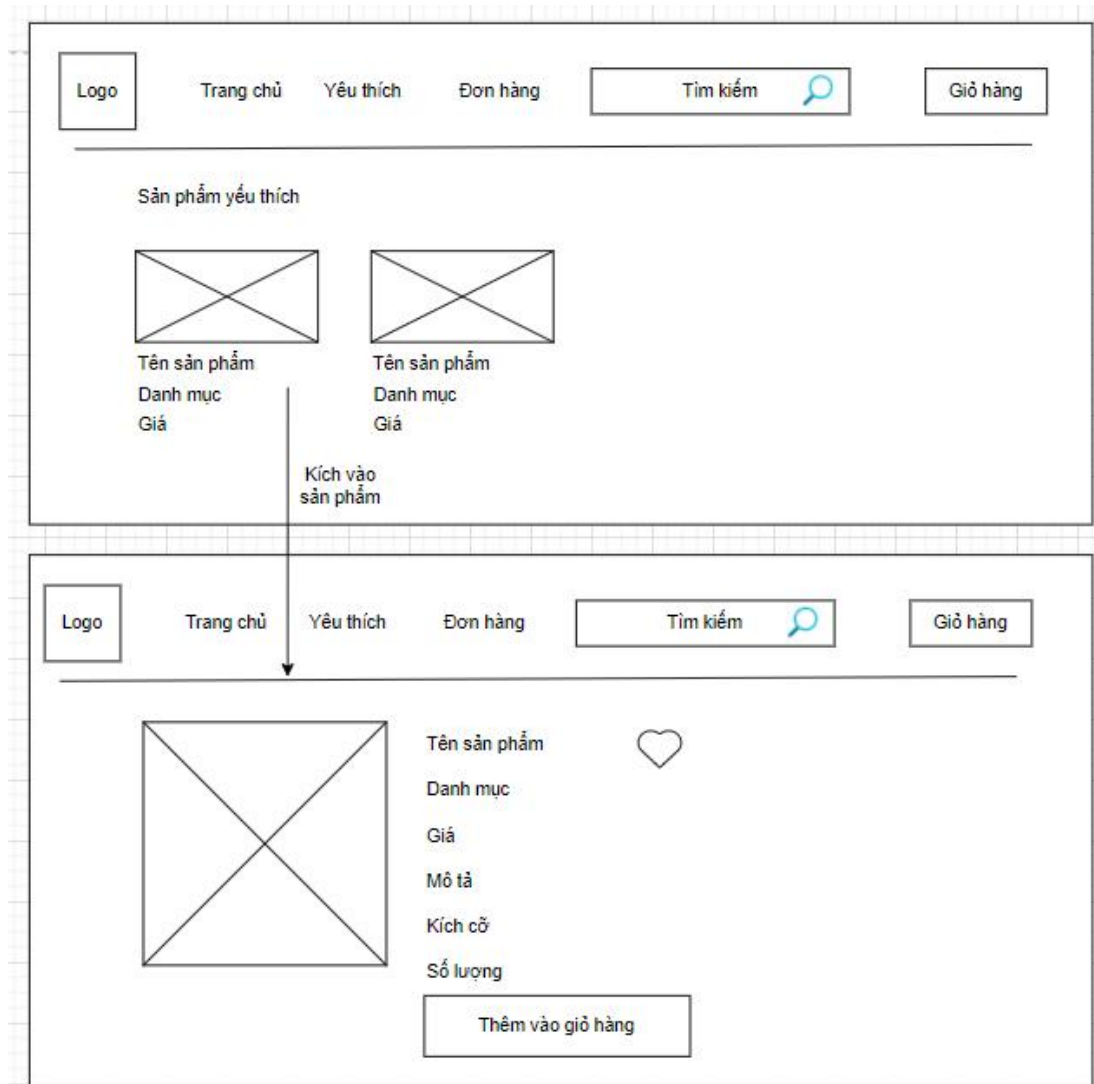 Logo
Trang chủ
Yêu thích
Đơn hàng
Tìm kiếm
Giỏ hàng
Sản phẩm yếu thích
Tên sản phẩm
Danh mục
Giá
Tên sản phẩm
Danh mục
Giá
Kích vào
sản phẩm
Logo
Trang chủ
Yêu thích
Đơn hàng
Tìm kiếm
Giỏ hàng
Tên sản phẩm
Danh mục
Giá
Mô tả
Kích cỡ
Số lượng
Thêm vào giỏ hàng